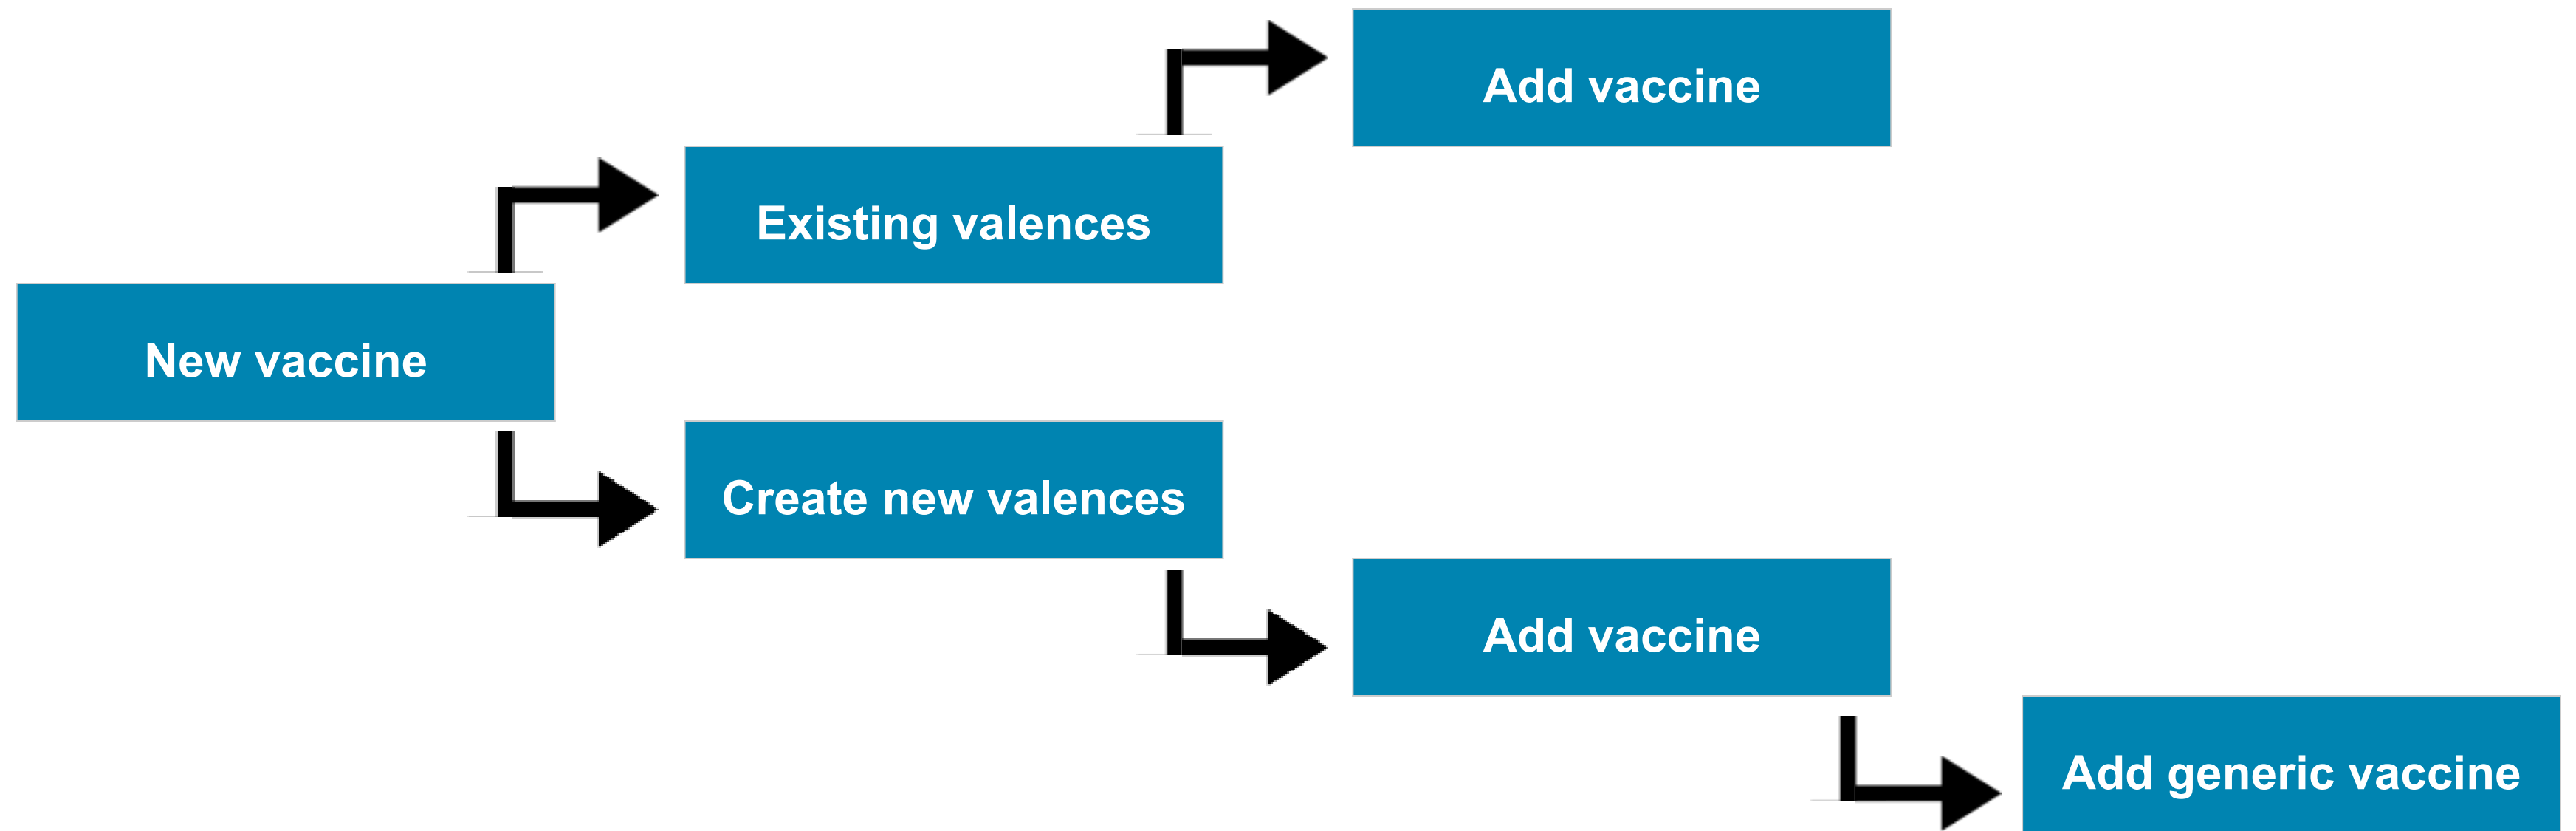 Add vaccine
Existing valences
New vaccine
Create new valences
Add vaccine
Add generic vaccine